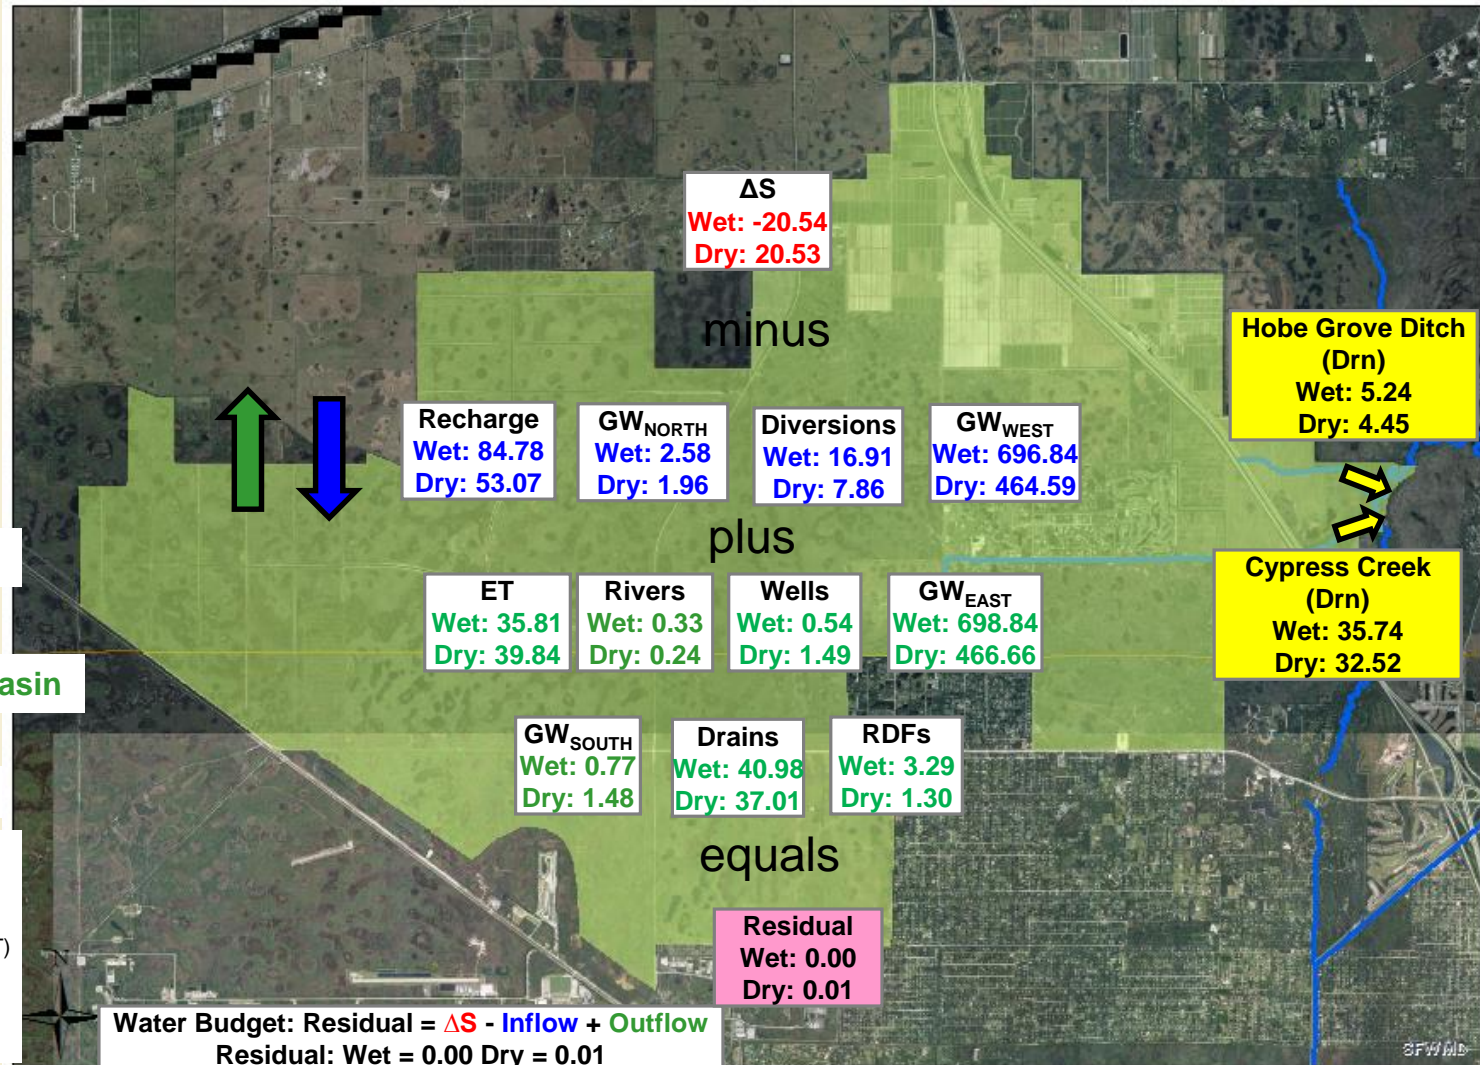 ΔS
Wet: -20.54
Dry: 20.53
minus
Hobe Grove Ditch
(Drn)
Wet: 5.24
Dry: 4.45
Recharge
Wet: 84.78
Dry: 53.07
GW_NORTH
Wet: 2.58
Dry: 1.96
Diversions
Wet: 16.91
Dry: 7.86
GW_WEST
Wet: 696.84
Dry: 464.59
plus
ET
Wet: 35.81
Dry: 39.84
Rivers
Wet: 0.33
Dry: 0.24
Wells
Wet: 0.54
Dry: 1.49
GW_EAST
Wet: 698.84
Dry: 466.66
Cypress Creek
(Drn)
Wet: 35.74
Dry: 32.52
asin
GW_SOUTH
Wet: 0.77
Dry: 1.48
Drains
Wet: 40.98
Dry: 37.01
RDFs
Wet: 3.29
Dry: 1.30
equals
Residual
Wet: 0.00
Dry: 0.01
)
N
Water Budget: Residual = ΔS - Inflow + Outflow
Residual: Wet = 0.00 Dry = 0.01
SFWMD